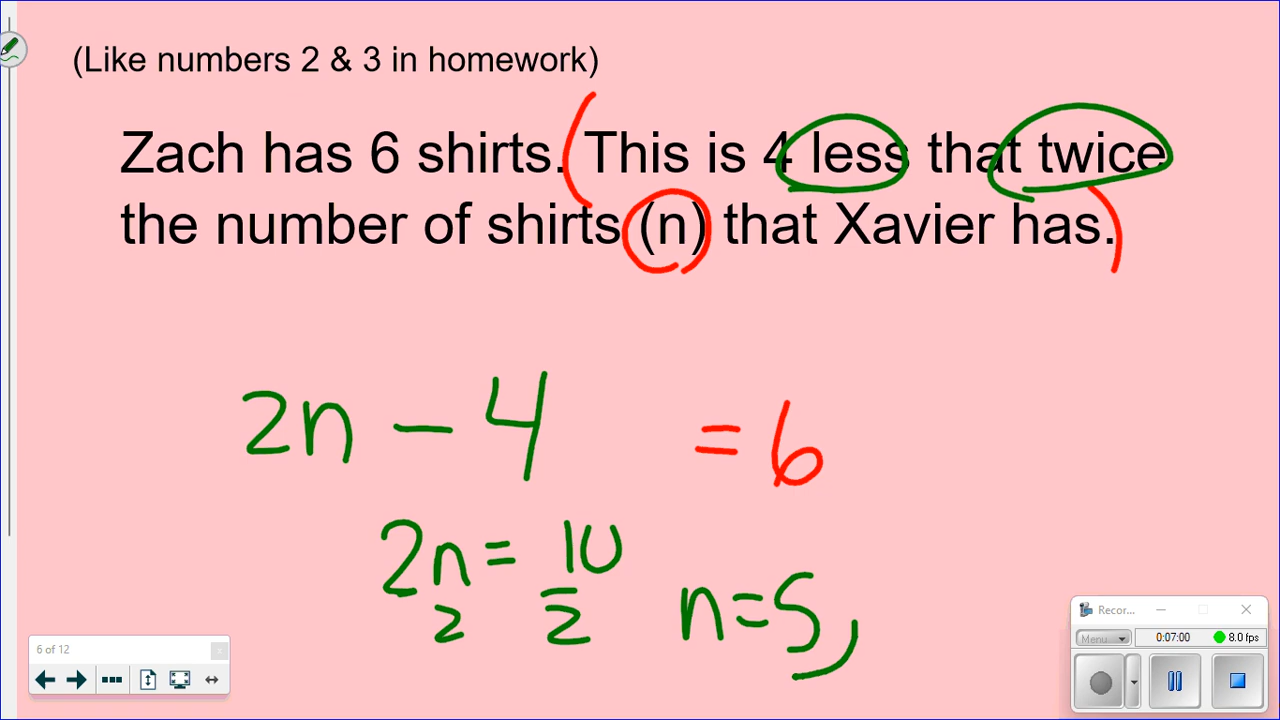 (Like numbers 2 & 3 in homework)
Zach has 6 shirts. This is 4 less that twice
the number of shirts (n) that Xavier has.
2n - 4 = 6
2n = 10
2 2
n=5
6 of 12
Recor...
Menu
0:07:00
8.0 fps